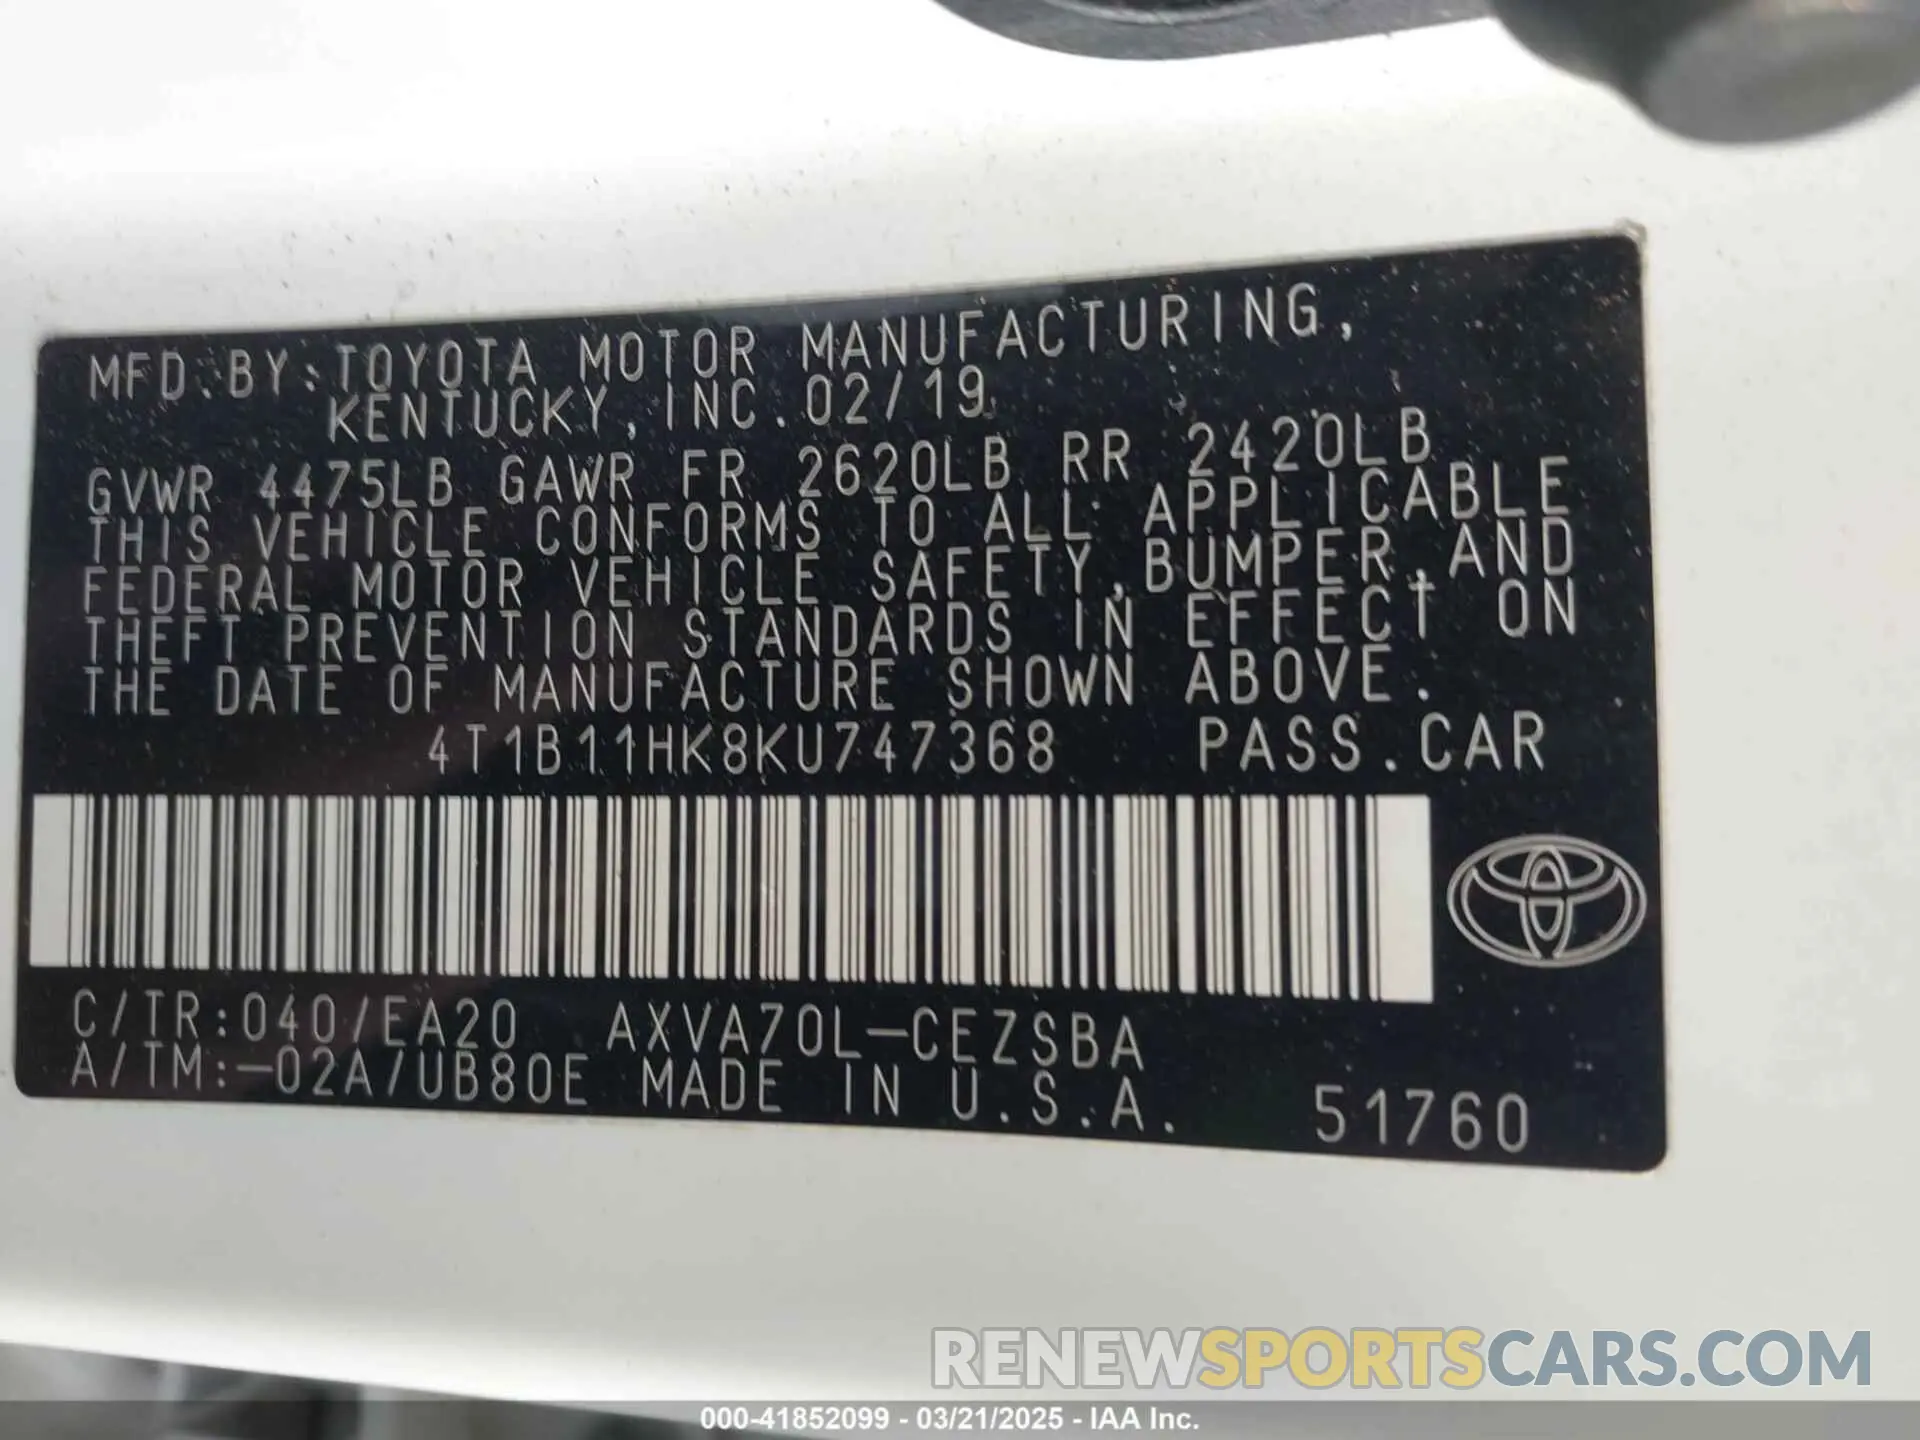 MFD.BY:TOYOTA MOTOR MANUFACTURING,
KENTUCKY, INC. 02/19
GVWR 4475LB GAWR FR 2620LB RR 2420LB
THIS VEHICLE CONFORMS TO ALL APPLICABLE
FEDERAL MOTOR VEHICLE SAFETY, BUMPER, AND
THEFT PREVENTION STANDARDS IN EFFECT ON
THE DATE OF MANUFACTURE SHOWN ABOVE.
4T1B11HK8KU747368 PASS.CAR
C/TR:040/EA20 AXVA70L-CEZSBA
A/TM:-02A/UB80E MADE IN U.S.A. 51760
RENEWSPORTSCARS.COM
000-41852099 - 03/21/2025 - IAA Inc.